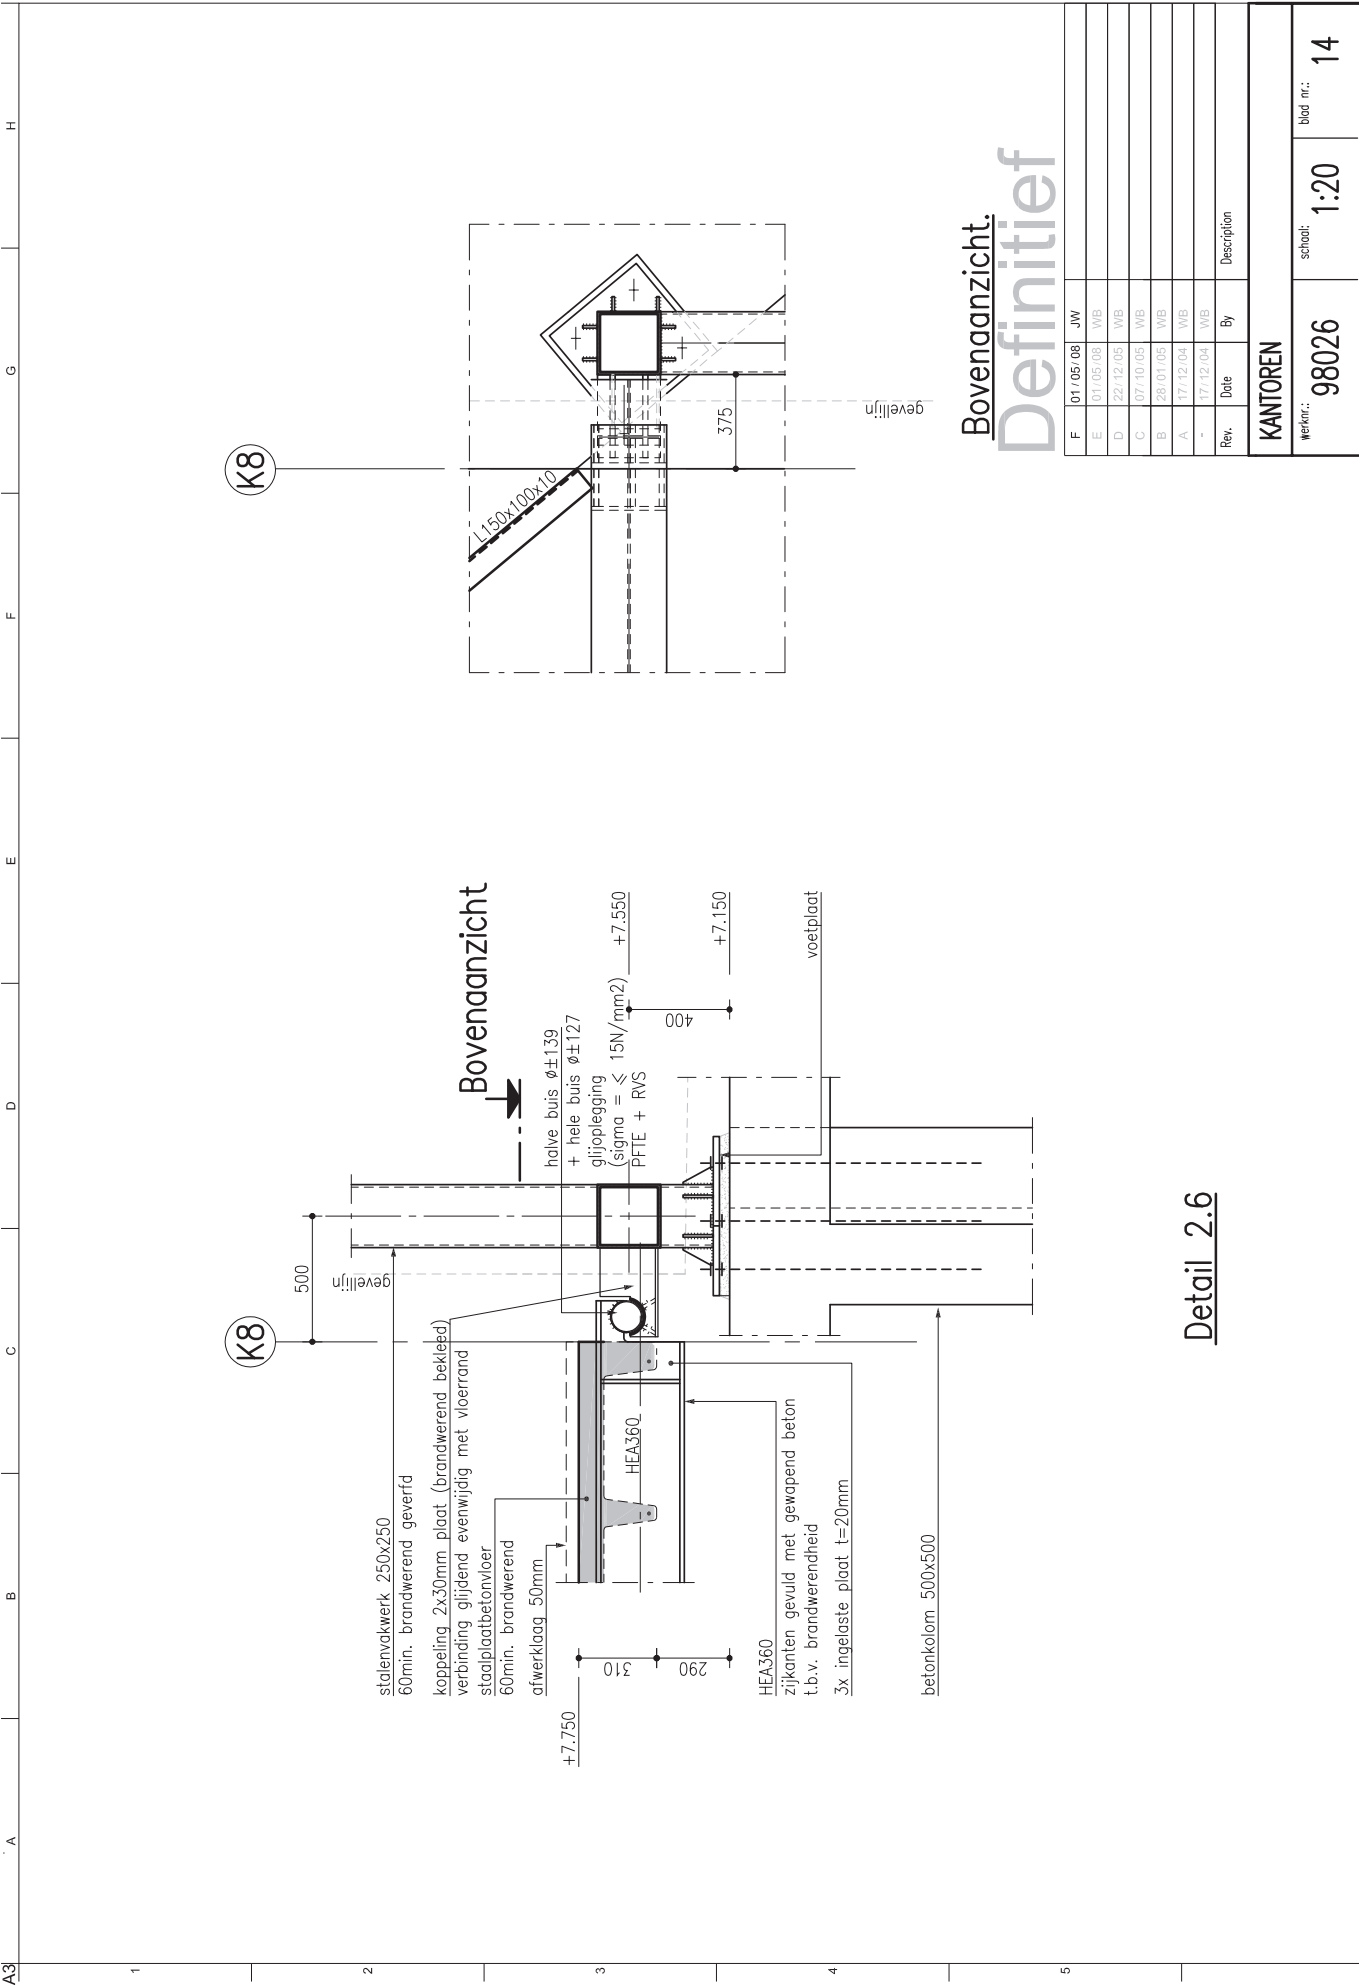 A3
A
B
C
D
E
F
G
H
1
2
3
4
5
K8
500
gevellijn
stalenvakwerk 250x250
60min. brandwerend geverfd
koppeling 2x30mm plaat (brandwerend bekleed)
verbinding glijdend evenwijdig met vloerrand
staalplaatbetonvloer
60min. brandwerend
afwerklaag 50mm
+7.750
310
290
HEA360
HEA360
zijkanten gevuld met gewapend beton
t.b.v. brandwerendheid
3x ingelaste plaat t=20mm
betonkolom 500x500
Bovenaanzicht
halve buis ø±139
+ hele buis ø±127
glijoplegging
(sigma = ⩽ 15N/mm2)
PFTE + RVS
+7.550
400
+7.150
voetplaat
Detail 2.6
K8
L150x100x10
375
gevellijn
Bovenaanzicht.
Definitief
F 01/05/08 JW
E 01/05/08 WB
D 22/12/05 WB
C 07/10/05 WB
B 28/01/05 WB
A 17/12/04 WB
- 17/12/04 WB
Rev. Date By Description
KANTOREN
werknr.: 98026 schaal: 1:20 blad nr.: 14